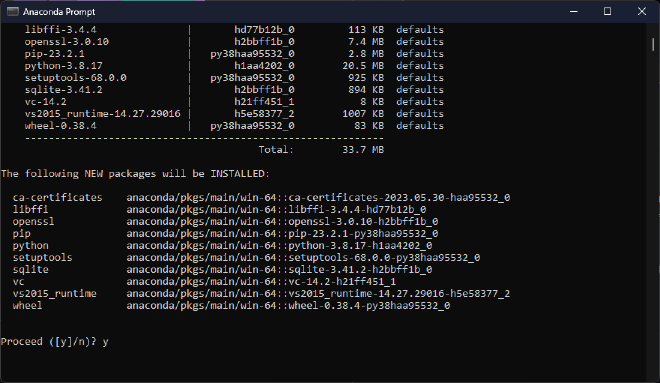 Anaconda Prompt
libffi-3.4.4 | hd77b12b_0 113 KB defaults
openssl-3.0.10 | h2bbff1b_0 7.4 MB defaults
pip-23.2.1 | py38haa95532_0 2.8 MB defaults
python-3.8.17 | h1aa4202_0 20.5 MB defaults
setuptools-68.0.0 | py38haa95532_0 925 KB defaults
sqlite-3.41.2 | h2bbff1b_0 894 KB defaults
vc-14.2 | h21ff451_1 8 KB defaults
vs2015_runtime-14.27.29016 | h5e58377_2 1007 KB defaults
wheel-0.38.4 | py38haa95532_0 83 KB defaults
------------------------------------------------------------
Total: 33.7 MB
The following NEW packages will be INSTALLED:
ca-certificates anaconda/pkgs/main/win-64::ca-certificates-2023.05.30-haa95532_0
libffi anaconda/pkgs/main/win-64::libffi-3.4.4-hd77b12b_0
openssl anaconda/pkgs/main/win-64::openssl-3.0.10-h2bbff1b_0
pip anaconda/pkgs/main/win-64::pip-23.2.1-py38haa95532_0
python anaconda/pkgs/main/win-64::python-3.8.17-h1aa4202_0
setuptools anaconda/pkgs/main/win-64::setuptools-68.0.0-py38haa95532_0
sqlite anaconda/pkgs/main/win-64::sqlite-3.41.2-h2bbff1b_0
vc anaconda/pkgs/main/win-64::vc-14.2-h21ff451_1
vs2015_runtime anaconda/pkgs/main/win-64::vs2015_runtime-14.27.29016-h5e58377_2
wheel anaconda/pkgs/main/win-64::wheel-0.38.4-py38haa95532_0
Proceed ([y]/n)? y